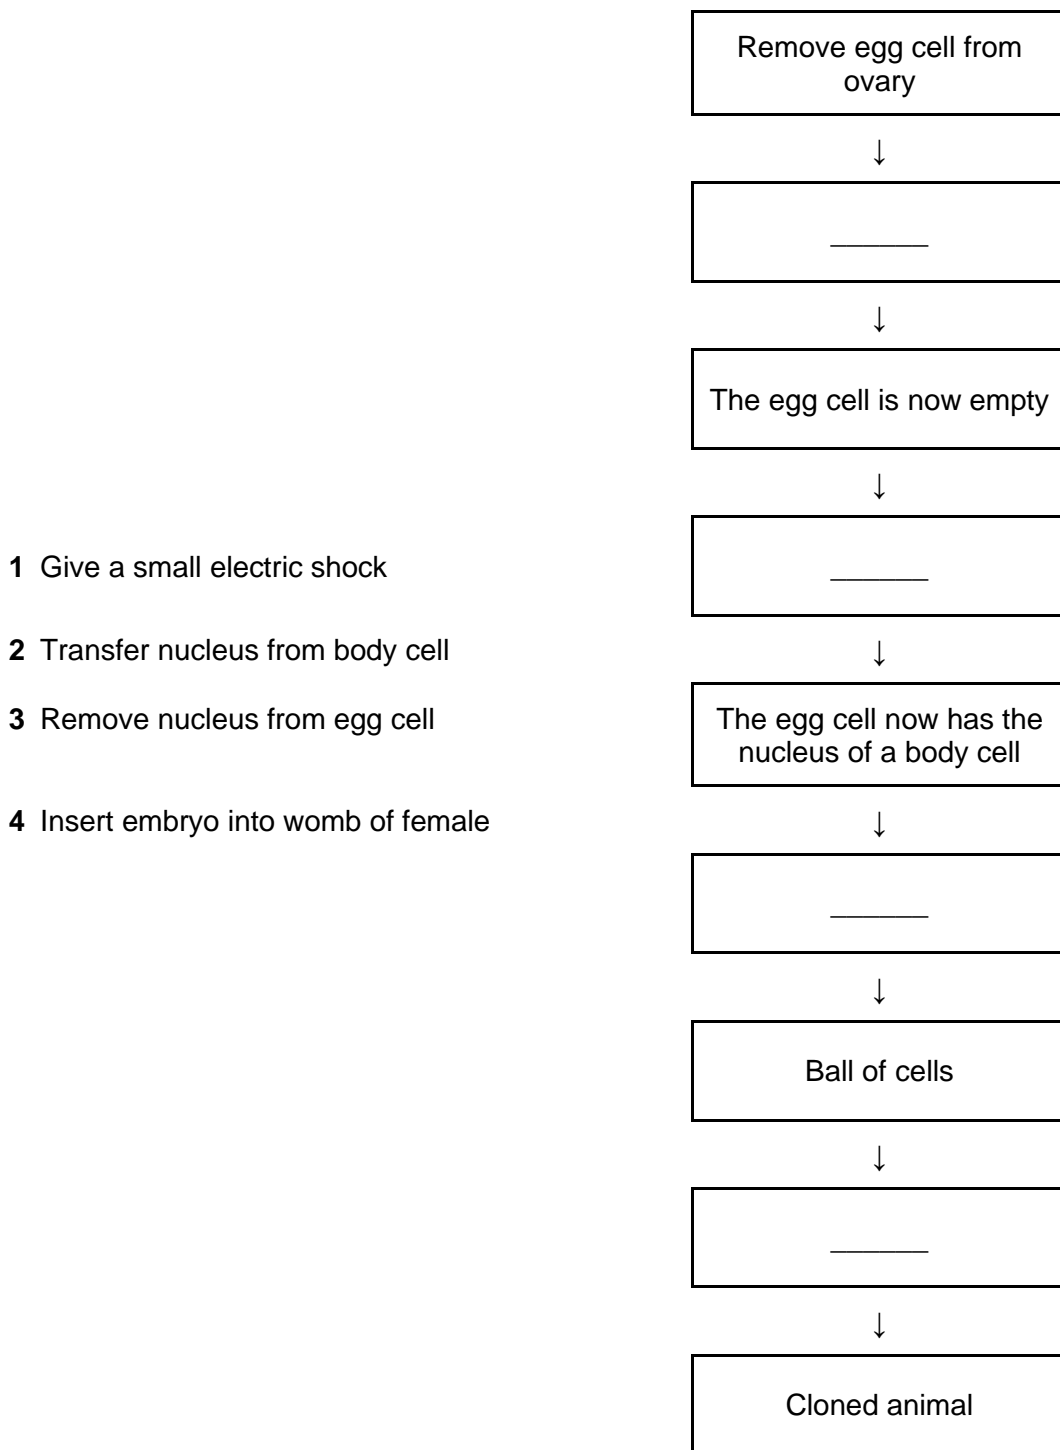 Remove egg cell from
ovary
↓
______
↓
The egg cell is now empty
↓
1 Give a small electric shock
______
2 Transfer nucleus from body cell
↓
3 Remove nucleus from egg cell
The egg cell now has the
nucleus of a body cell
4 Insert embryo into womb of female
↓
______
↓
Ball of cells
↓
______
↓
Cloned animal